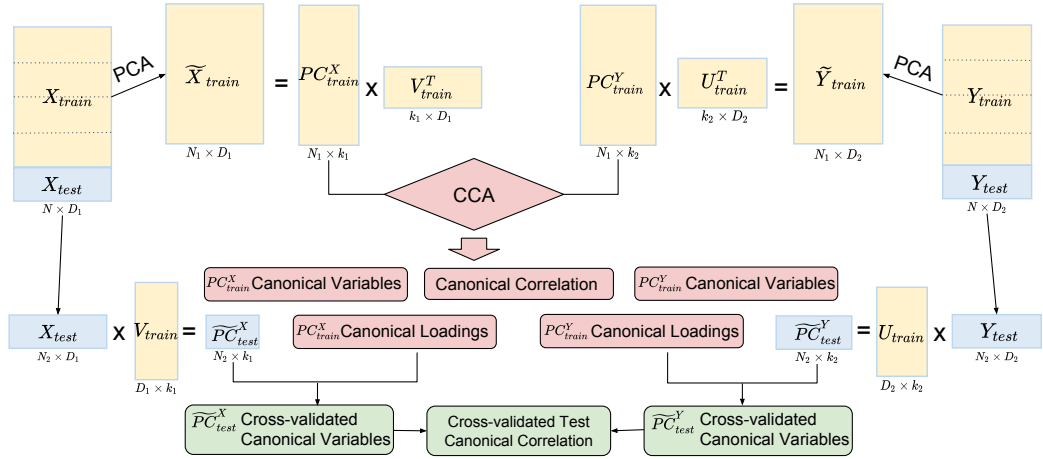 X_train
X_test
N × D_1
PCA
X̃_train
N_1 × D_1
=
PC^X_train
N_1 × k_1
x
V^T_train
k_1 × D_1
PC^Y_train
N_1 × k_2
x
U^T_train
k_2 × D_2
=
Ỹ_train
N_1 × D_2
PCA
Y_train
Y_test
N × D_2
CCA
PC^X_train Canonical Variables
Canonical Correlation
PC^Y_train Canonical Variables
X_test
N_2 × D_1
x
V_train
D_1 × k_1
=
P̃C̃^X_test
N_2 × k_1
PC^X_train Canonical Loadings
PC^Y_train Canonical Loadings
P̃C̃^Y_test
N_2 × k_2
=
U_train
D_2 × k_2
x
Y_test
N_2 × D_2
P̃C̃^X_test Cross-validated
Canonical Variables
Cross-validated Test
Canonical Correlation
P̃C̃^Y_test Cross-validated
Canonical Variables